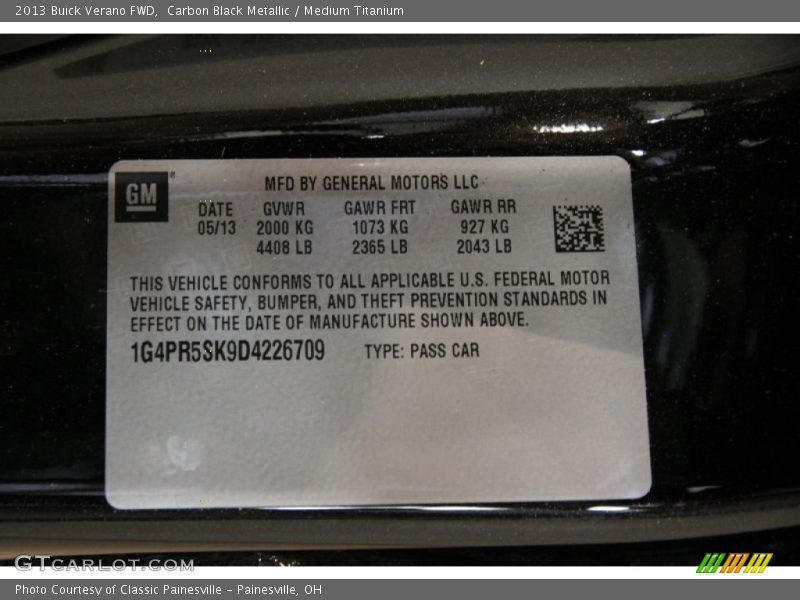 2013 Buick Verano FWD,  Carbon Black Metallic / Medium Titanium
GM
®
MFD BY GENERAL MOTORS LLC
DATE GVWR GAWR FRT GAWR RR
05/13 2000 KG 1073 KG 927 KG
4408 LB 2365 LB 2043 LB
THIS VEHICLE CONFORMS TO ALL APPLICABLE U.S. FEDERAL MOTOR
VEHICLE SAFETY, BUMPER, AND THEFT PREVENTION STANDARDS IN
EFFECT ON THE DATE OF MANUFACTURE SHOWN ABOVE.
1G4PR5SK9D4226709 TYPE: PASS CAR
GTCARLOT.COM
Photo Courtesy of Classic Painesville - Painesville, OH